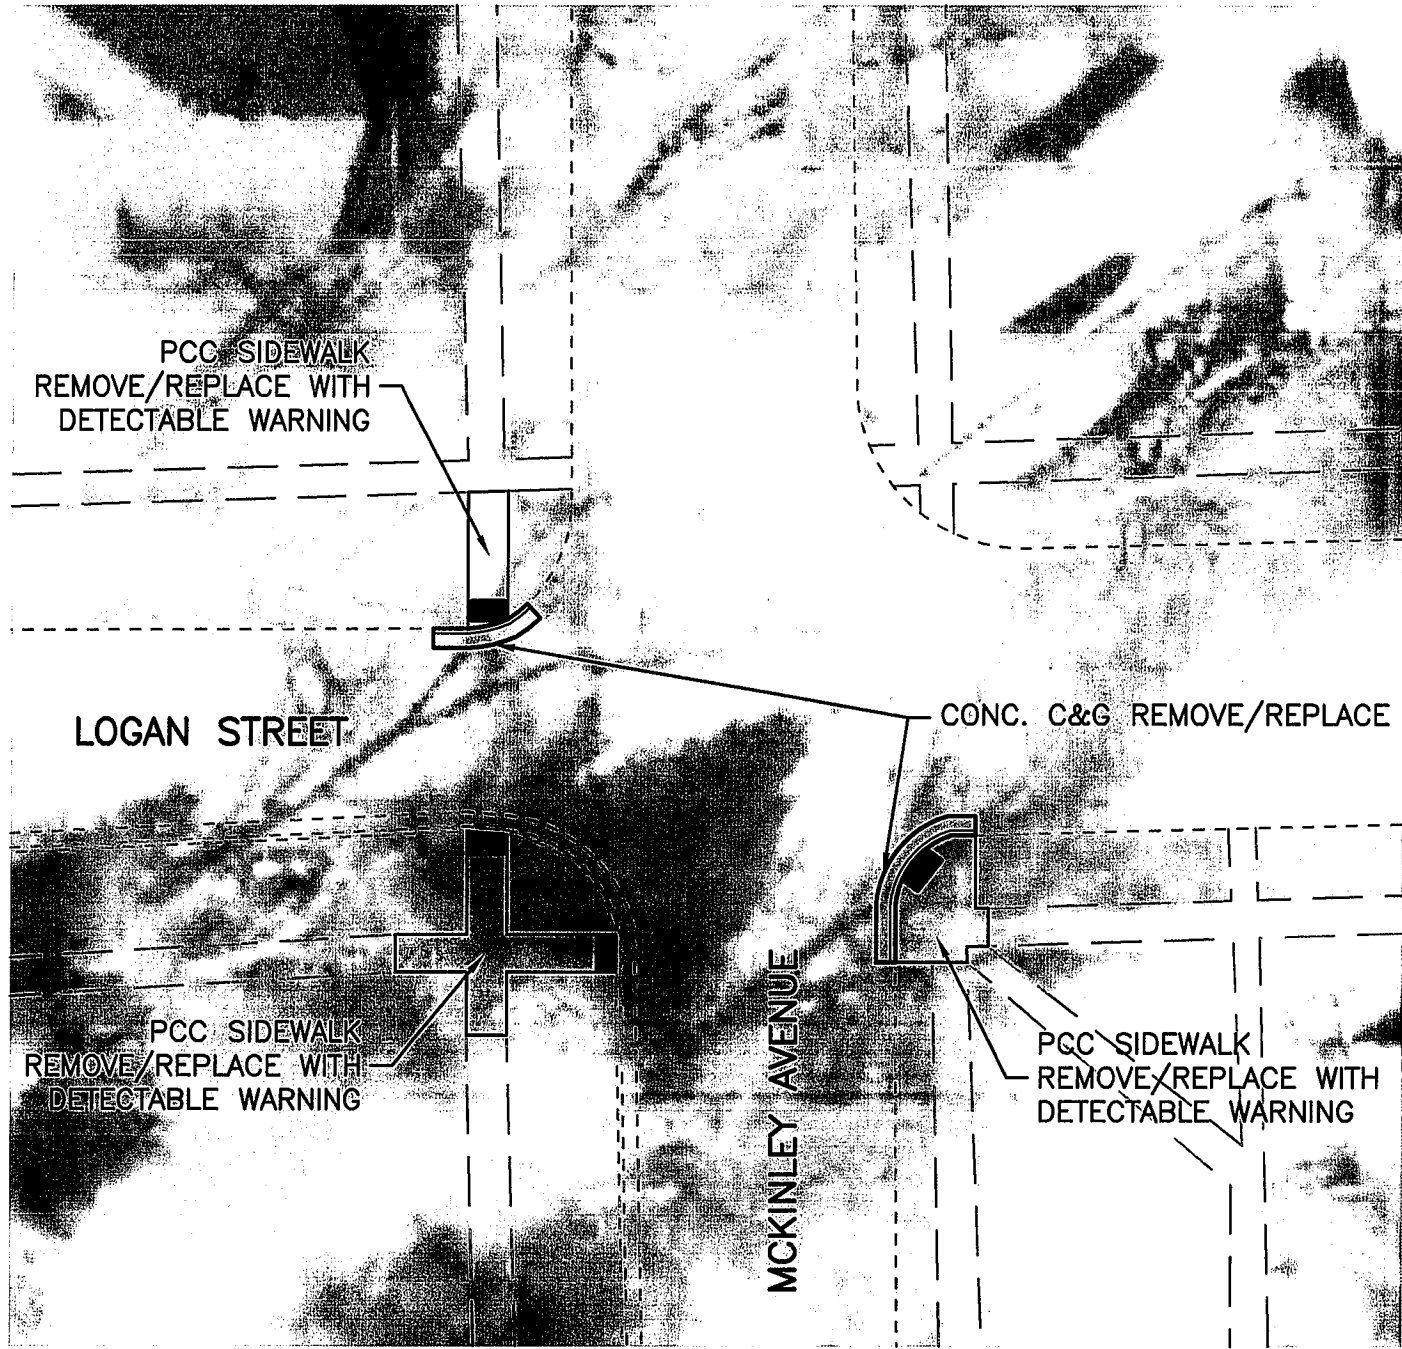 PCC SIDEWALK
REMOVE/REPLACE WITH
DETECTABLE WARNING
CONC. C&G REMOVE/REPLACE
LOGAN STREET
MCKINLEY AVENUE
PCC SIDEWALK
REMOVE/REPLACE WITH
DETECTABLE WARNING
PCC SIDEWALK
REMOVE/REPLACE WITH
DETECTABLE WARNING